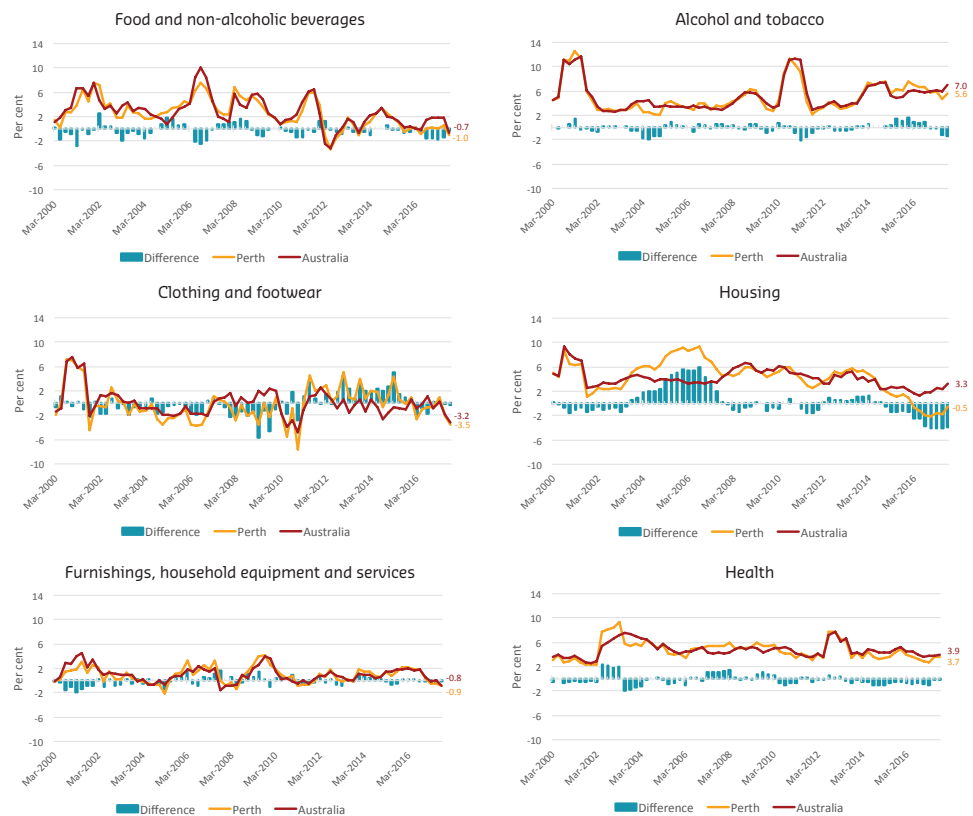 Food and non-alcoholic beverages
Per cent
14
10
6
2
-2
-6
-10
-0.7
-1.0
Mar-2000
Mar-2002
Mar-2004
Mar-2006
Mar-2008
Mar-2010
Mar-2012
Mar-2014
Mar-2016
Difference Perth Australia
Alcohol and tobacco
Per cent
14
10
6
2
-2
-6
-10
7.0
5.6
Mar-2000
Mar-2002
Mar-2004
Mar-2006
Mar-2008
Mar-2010
Mar-2012
Mar-2014
Mar-2016
Difference Perth Australia
Clothing and footwear
Per cent
14
10
6
2
-2
-6
-10
-3.2
-3.5
Mar-2000
Mar-2002
Mar-2004
Mar-2006
Mar-2008
Mar-2010
Mar-2012
Mar-2014
Mar-2016
Difference Perth Australia
Housing
Per cent
14
10
6
2
-2
-6
-10
3.3
-0.5
Mar-2000
Mar-2002
Mar-2004
Mar-2006
Mar-2008
Mar-2010
Mar-2012
Mar-2014
Mar-2016
Difference Perth Australia
Furnishings, household equipment and services
Per cent
14
10
6
2
-2
-6
-10
-0.8
-0.9
Mar-2000
Mar-2002
Mar-2004
Mar-2006
Mar-2008
Mar-2010
Mar-2012
Mar-2014
Mar-2016
Difference Perth Australia
Health
Per cent
14
10
6
2
-2
-6
-10
3.9
3.7
Mar-2000
Mar-2002
Mar-2004
Mar-2006
Mar-2008
Mar-2010
Mar-2012
Mar-2014
Mar-2016
Difference Perth Australia